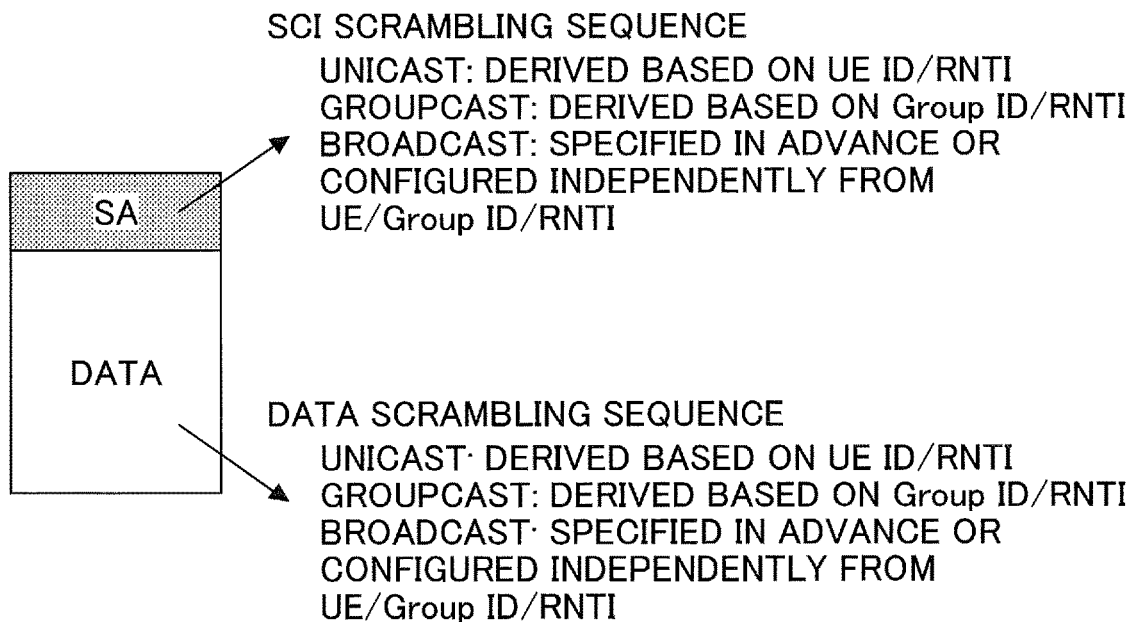 SCI SCRAMBLING SEQUENCE
UNICAST: DERIVED BASED ON UE ID/RNTI
GROUPCAST: DERIVED BASED ON Group ID/RNTI
BROADCAST: SPECIFIED IN ADVANCE OR
CONFIGURED INDEPENDENTLY FROM
UE/Group ID/RNTI
SA
DATA
DATA SCRAMBLING SEQUENCE
UNICAST· DERIVED BASED ON UE ID/RNTI
GROUPCAST: DERIVED BASED ON Group ID/RNTI
BROADCAST· SPECIFIED IN ADVANCE OR
CONFIGURED INDEPENDENTLY FROM
UE/Group ID/RNTI